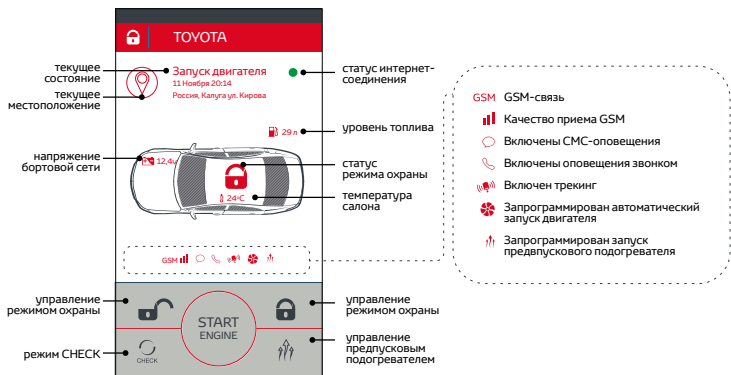 TOYOTA
текущее
состояние
текущее
местоположение
Запуск двигателя
11 Ноября 20:14
Россия, Калуга ул. Кирова
статус интернет-
соединения
29 л
уровень топлива
напряжение
бортовой сети
12,4v
статус
режима охраны
24°C
температура
салона
GSM
управление
режимом охраны
START
ENGINE
управление
режимом охраны
режим CHECK
CHECK
управление
предпусковым
подогревателем
GSM GSM-связь
Качество приема GSM
Включены СМС-оповещения
Включены оповещения звонком
Включен трекинг
Запрограммирован автоматический
запуск двигателя
Запрограммирован запуск
предвпускового подогревателя